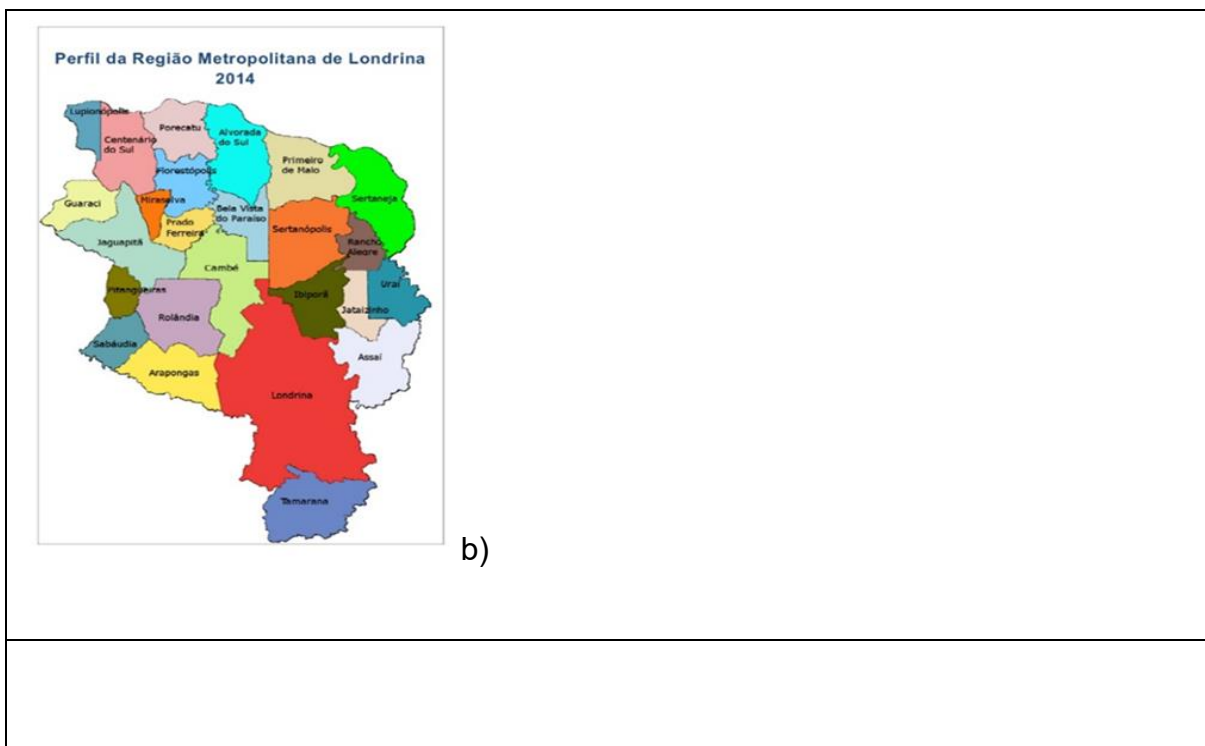 Perfil da Região Metropolitana de Londrina
2014
Lupionópolis
Centenário
do Sul
Porecatu
Alvorada
do Sul
Primeiro
de Maio
Florestópolis
Sertaneja
Guaraci
Miraselva
Prado
Ferreira
Bela Vista
do Paraíso
Sertanópolis
Rancho
Alegre
Jaguapitã
Cambé
Pitangueiras
Rolândia
Ibiporã
Jataizinho
Uraí
Sabáudia
Arapongas
Assaí
Londrina
Tamarana
b)